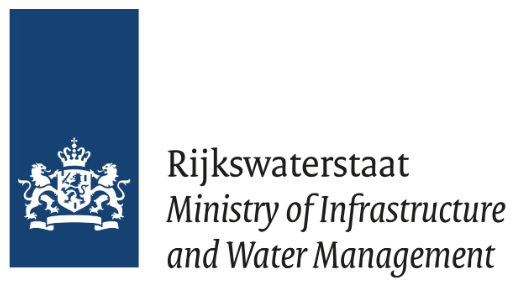 Rijkswaterstaat
Ministry of Infrastructure
and Water Management